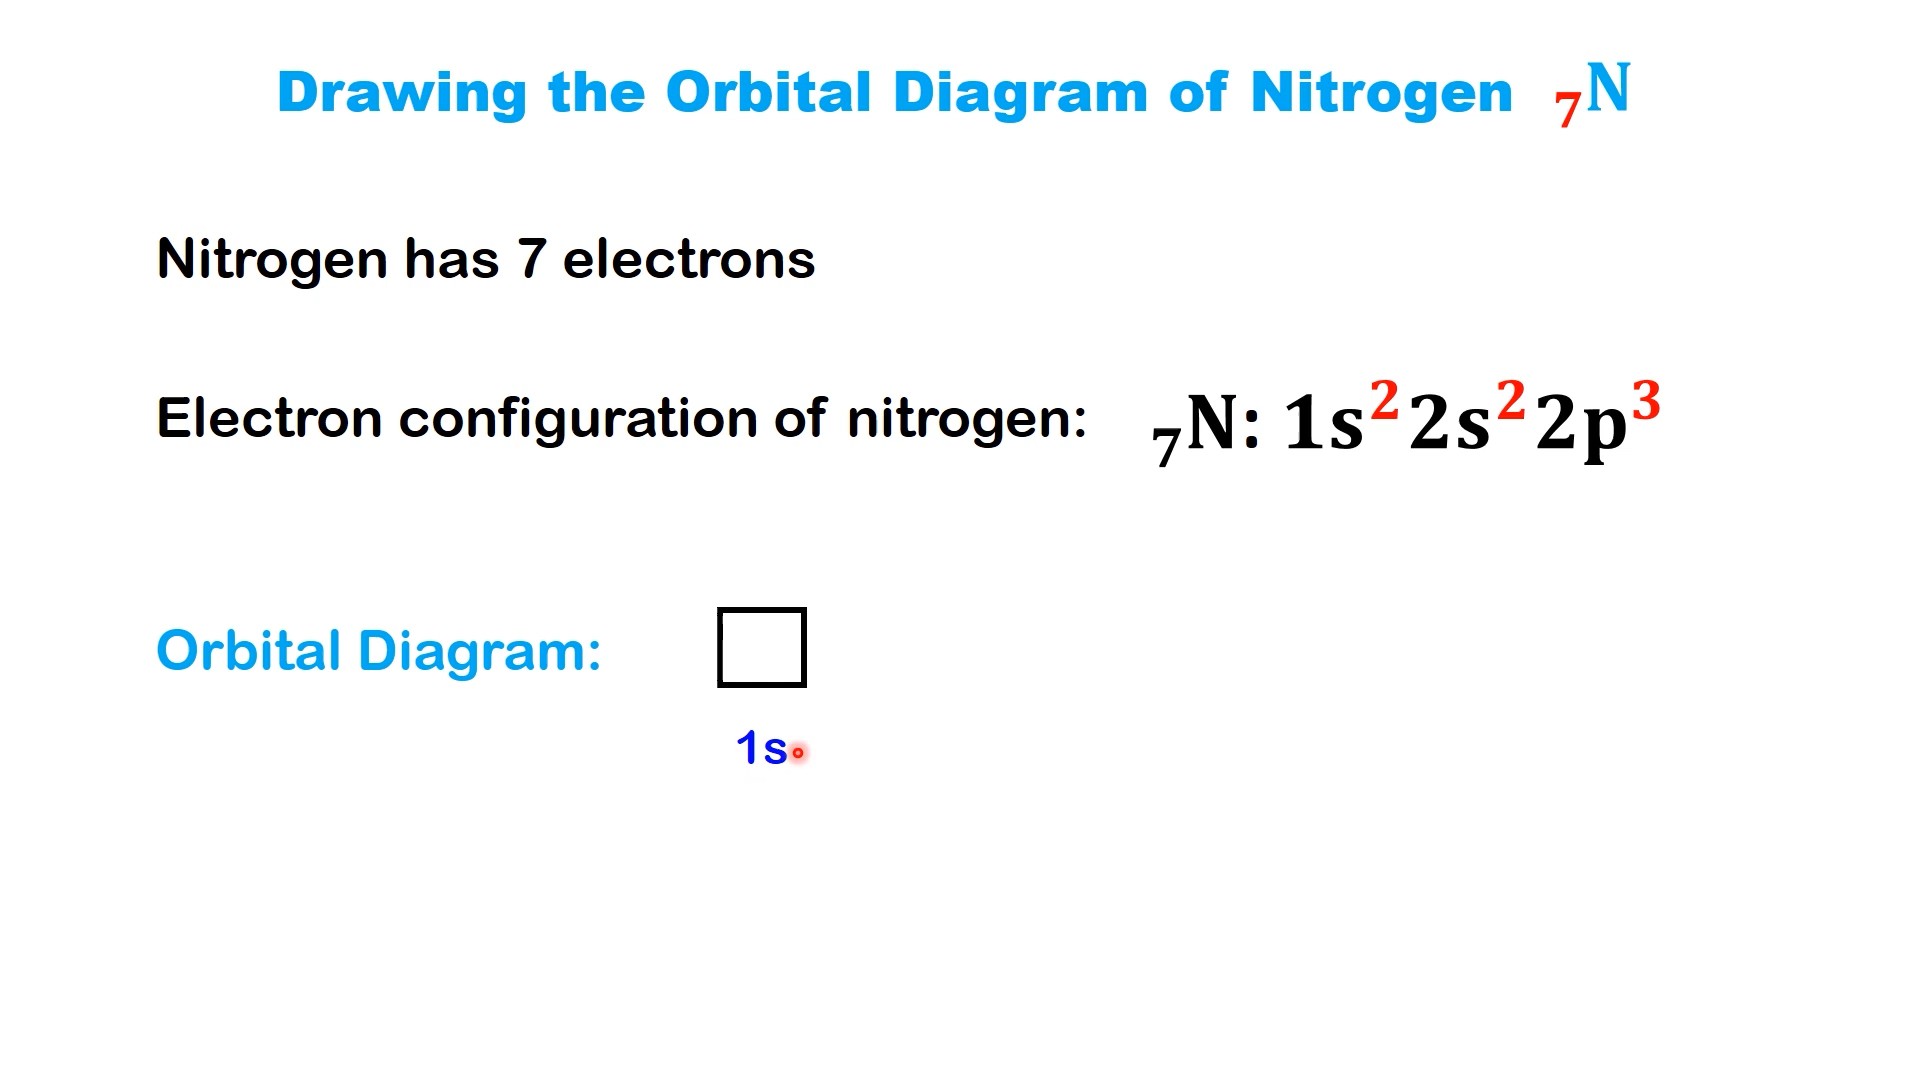 Drawing the Orbital Diagram of Nitrogen ₇N
Nitrogen has 7 electrons
Electron configuration of nitrogen: ₇N: 1s²2s²2p³
Orbital Diagram:
1s